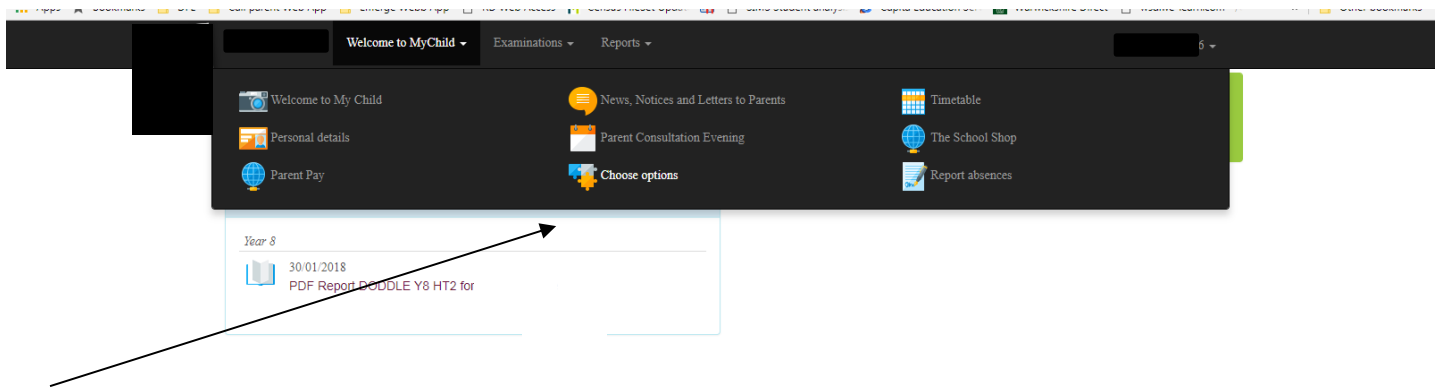 Apps Bookmarks
Welcome to MyChild Examinations Reports 6
Welcome to My Child News, Notices and Letters to Parents Timetable
Personal details Parent Consultation Evening The School Shop
Parent Pay Choose options Report absences
Year 8
30/01/2018
PDF Report DODDLE Y8 HT2 for